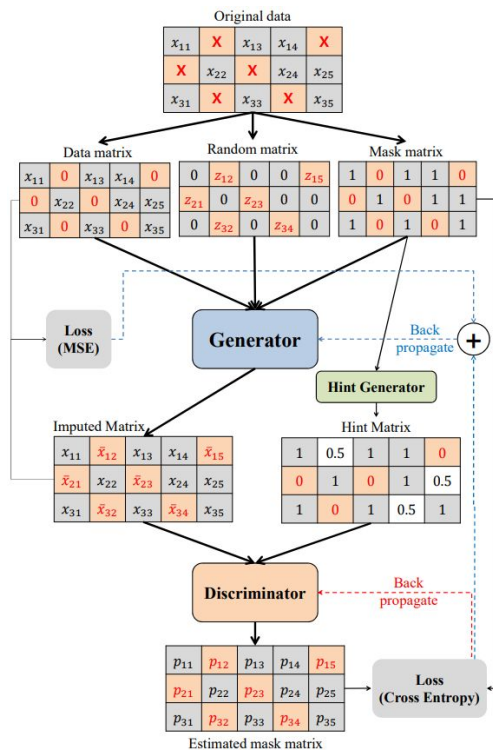 Original data
x₁₁ X x₁₃ x₁₄ X
X x₂₂ X x₂₄ x₂₅
x₃₁ X x₃₃ X x₃₅
Data matrix
x₁₁ 0 x₁₃ x₁₄ 0
0 x₂₂ 0 x₂₄ x₂₅
x₃₁ 0 x₃₃ 0 x₃₅
Random matrix
0 z₁₂ 0 0 z₁₅
z₂₁ 0 z₂₃ 0 0
0 z₃₂ 0 z₃₄ 0
Mask matrix
1 0 1 1 0
0 1 0 1 1
1 0 1 0 1
Loss
(MSE)
Generator
Back
propagate
+
Hint Generator
Imputed Matrix
x₁₁ x̄₁₂ x₁₃ x₁₄ x̄₁₅
x̄₂₁ x₂₂ x̄₂₃ x₂₄ x₂₅
x₃₁ x̄₃₂ x₃₃ x̄₃₄ x₃₅
Hint Matrix
1 0.5 1 1 0
0 1 0 1 0.5
1 0 1 0.5 1
Discriminator
Back
propagate
p₁₁ p₁₂ p₁₃ p₁₄ p₁₅
p₂₁ p₂₂ p₂₃ p₂₄ p₂₅
p₃₁ p₃₂ p₃₃ p₃₄ p₃₅
Estimated mask matrix
Loss
(Cross Entropy)